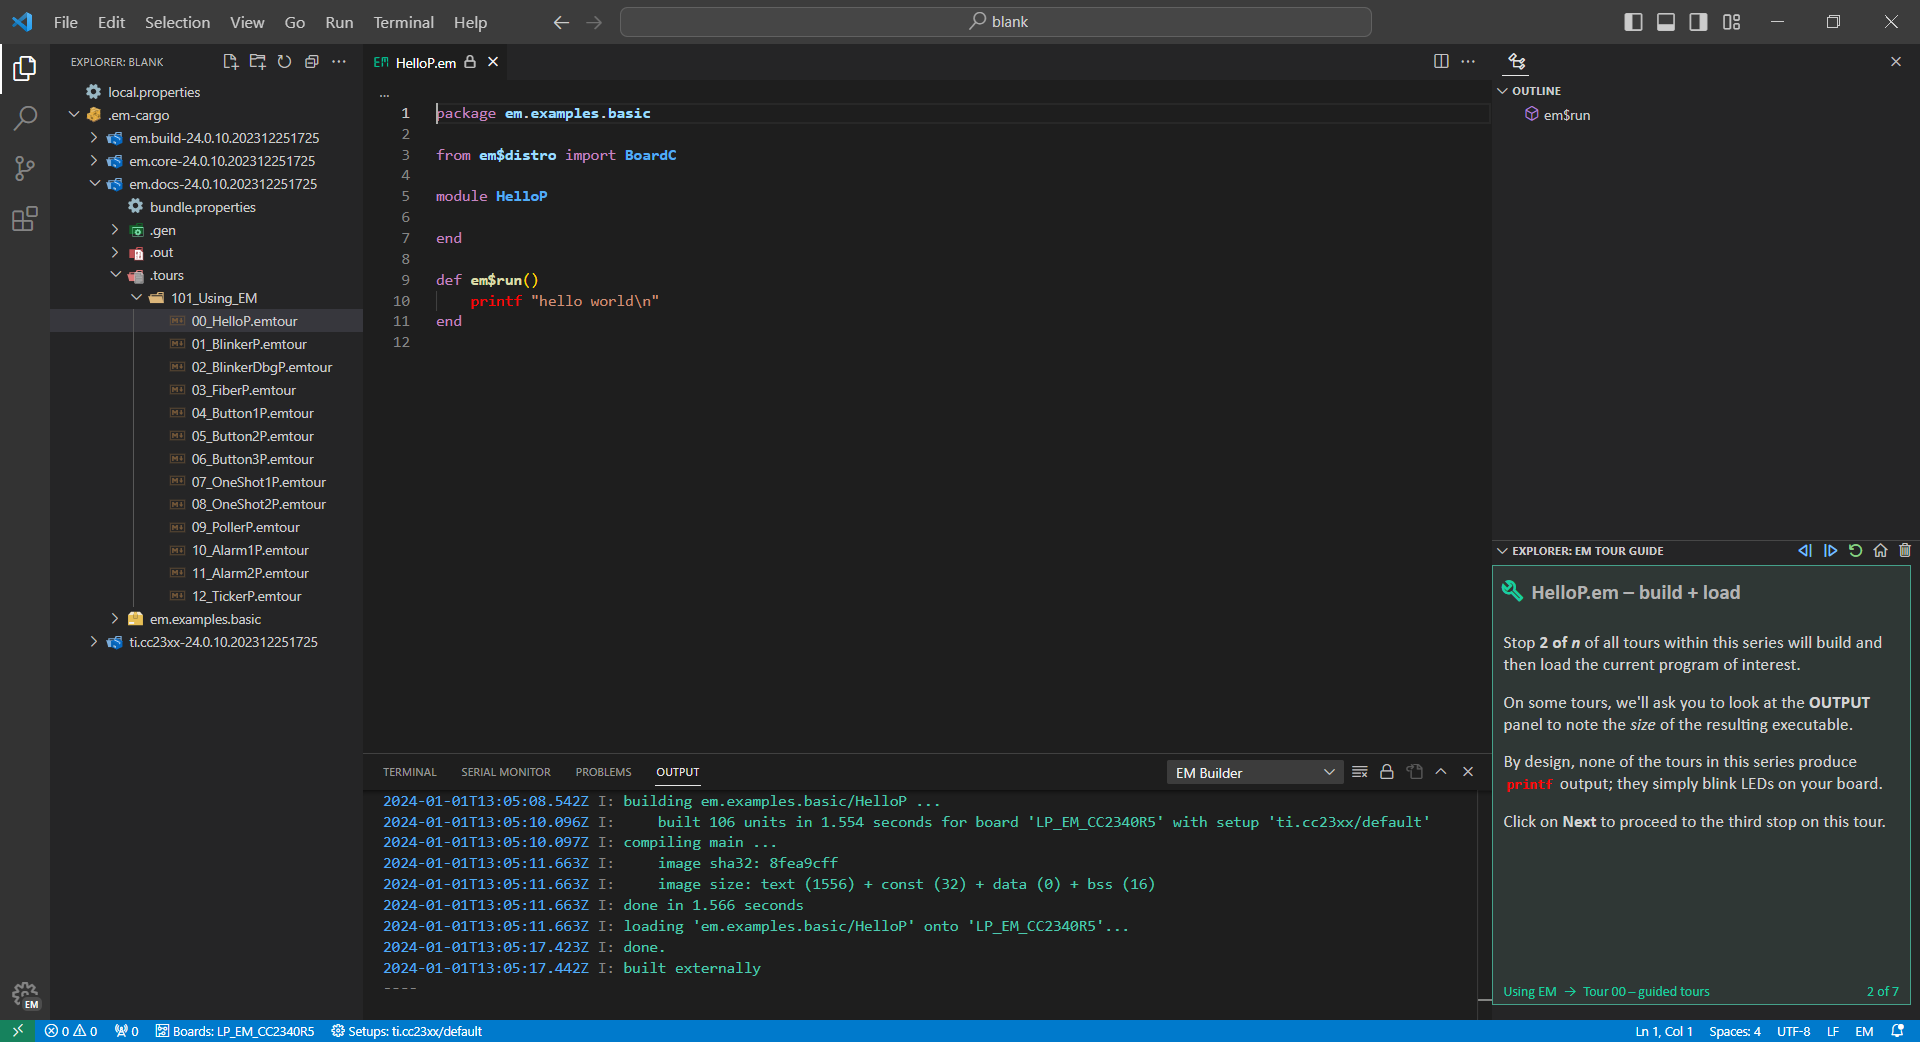 File Edit Selection View Go Run Terminal Help
blank
EXPLORER: BLANK
local.properties
.em-cargo
em.build-24.0.10.202312251725
em.core-24.0.10.202312251725
em.docs-24.0.10.202312251725
bundle.properties
.gen
.out
.tours
101_Using_EM
00_HelloP.emtour
01_BlinkerP.emtour
02_BlinkerDbgP.emtour
03_FiberP.emtour
04_Button1P.emtour
05_Button2P.emtour
06_Button3P.emtour
07_OneShot1P.emtour
08_OneShot2P.emtour
09_PollerP.emtour
10_Alarm1P.emtour
11_Alarm2P.emtour
12_TickerP.emtour
em.examples.basic
ti.cc23xx-24.0.10.202312251725
EM
EM HelloP.em
...
1 package em.examples.basic
2
3 from em$distro import BoardC
4
5 module HelloP
6
7 end
8
9 def em$run()
10 printf "hello world\n"
11 end
12
TERMINAL SERIAL MONITOR PROBLEMS OUTPUT
EM Builder
2024-01-01T13:05:08.542Z I: building em.examples.basic/HelloP ...
2024-01-01T13:05:10.096Z I: built 106 units in 1.554 seconds for board 'LP_EM_CC2340R5' with setup 'ti.cc23xx/default'
2024-01-01T13:05:10.097Z I: compiling main ...
2024-01-01T13:05:11.663Z I: image sha32: 8fea9cff
2024-01-01T13:05:11.663Z I: image size: text (1556) + const (32) + data (0) + bss (16)
2024-01-01T13:05:11.663Z I: done in 1.566 seconds
2024-01-01T13:05:11.663Z I: loading 'em.examples.basic/HelloP' onto 'LP_EM_CC2340R5'...
2024-01-01T13:05:17.423Z I: done.
2024-01-01T13:05:17.442Z I: built externally
----
OUTLINE
em$run
EXPLORER: EM TOUR GUIDE
HelloP.em – build + load
Stop 2 of n of all tours within this series will build and
then load the current program of interest.
On some tours, we'll ask you to look at the OUTPUT
panel to note the size of the resulting executable.
By design, none of the tours in this series produce
printf output; they simply blink LEDs on your board.
Click on Next to proceed to the third stop on this tour.
Using EM → Tour 00 – guided tours 2 of 7
0 0 0 Boards: LP_EM_CC2340R5 Setups: ti.cc23xx/default Ln 1, Col 1 Spaces: 4 UTF-8 LF EM